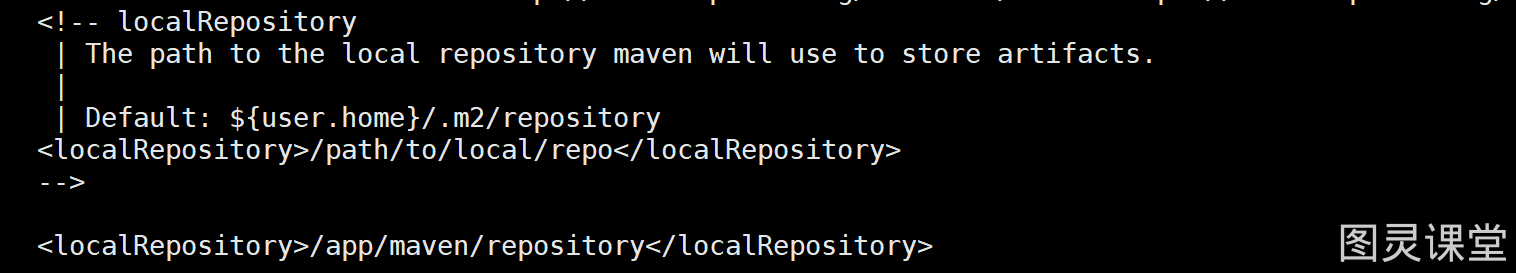 <!-- localRepository
| The path to the local repository maven will use to store artifacts.
|
| Default: ${user.home}/.m2/repository
<localRepository>/path/to/local/repo</localRepository>
-->
<localRepository>/app/maven/repository</localRepository>
图灵课堂